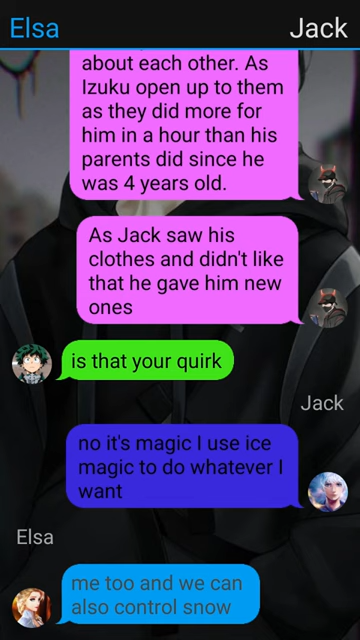 Elsa
Jack
about each other. As
Izuku open up to them
as they did more for
him in a hour than his
parents did since he
was 4 years old.
As Jack saw his
clothes and didn't like
that he gave him new
ones
is that your quirk
Jack
no it's magic I use ice
magic to do whatever I
want
Elsa
me too and we can
also control snow